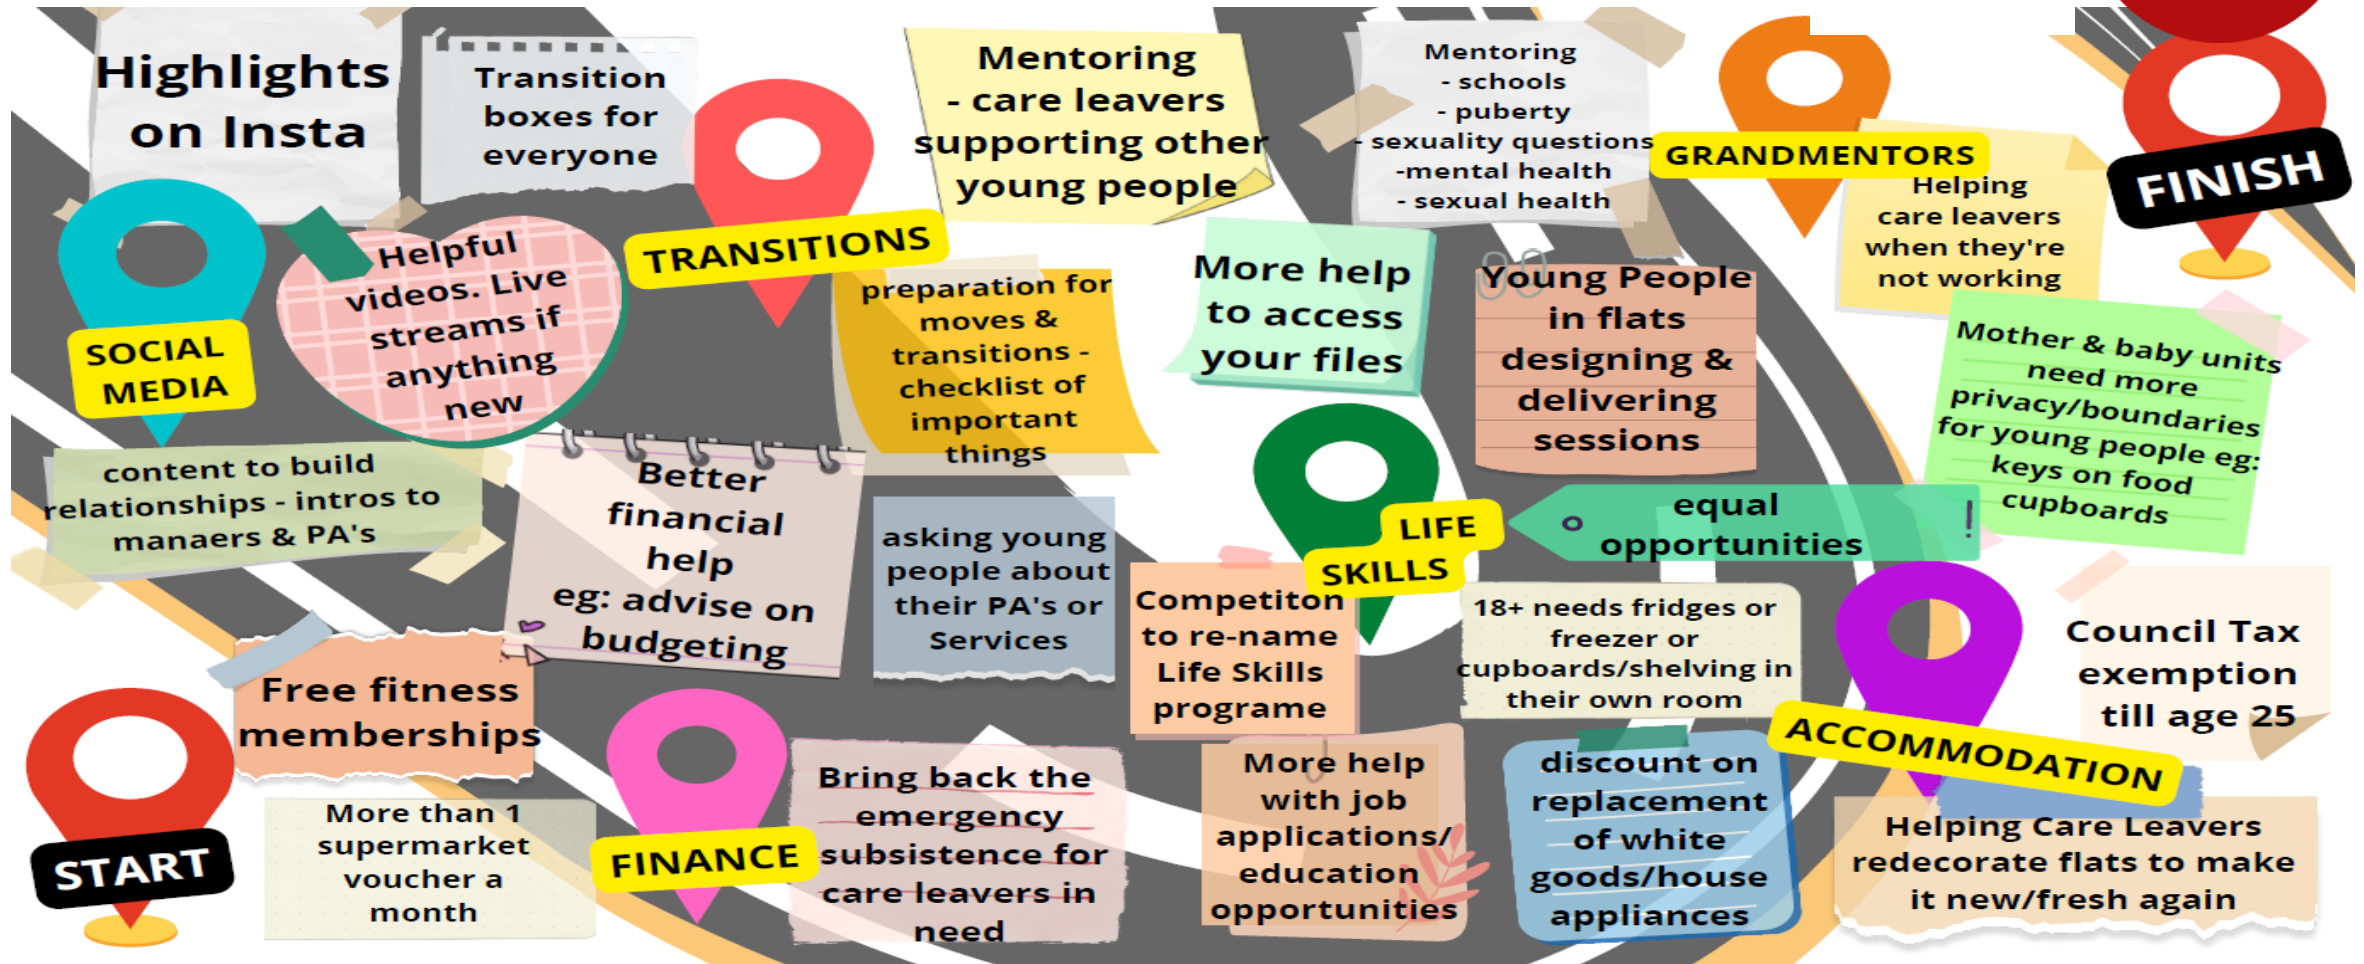 Highlights
on Insta
Transition
boxes for
everyone
Mentoring
- care leavers
supporting other
young people
Mentoring
- schools
- puberty
- sexuality questions
-mental health
- sexual health
GRANDMENTORS
Helping
care leavers
when they're
not working
FINISH
SOCIAL
MEDIA
Helpful
videos. Live
streams if
anything
new
TRANSITIONS
preparation for
moves &
transitions -
checklist of
important
things
More help
to access
your files
Young People
in flats
designing &
delivering
sessions
Mother & baby units
need more
privacy/boundaries
for young people eg:
keys on food
cupboards
content to build
relationships - intros to
manaers & PA's
Better
financial
help
eg: advise on
budgeting
asking young
people about
their PA's or
Services
LIFE
SKILLS
Competiton
to re-name
Life Skills
programe
equal
opportunities
!
18+ needs fridges or
freezer or
cupboards/shelving in
their own room
Council Tax
exemption
till age 25
ACCOMMODATION
START
Free fitness
memberships
More than 1
supermarket
voucher a
month
FINANCE
Bring back the
emergency
subsistence for
care leavers in
need
More help
with job
applications/
education
opportunities
discount on
replacement
of white
goods/house
appliances
Helping Care Leavers
redecorate flats to make
it new/fresh again